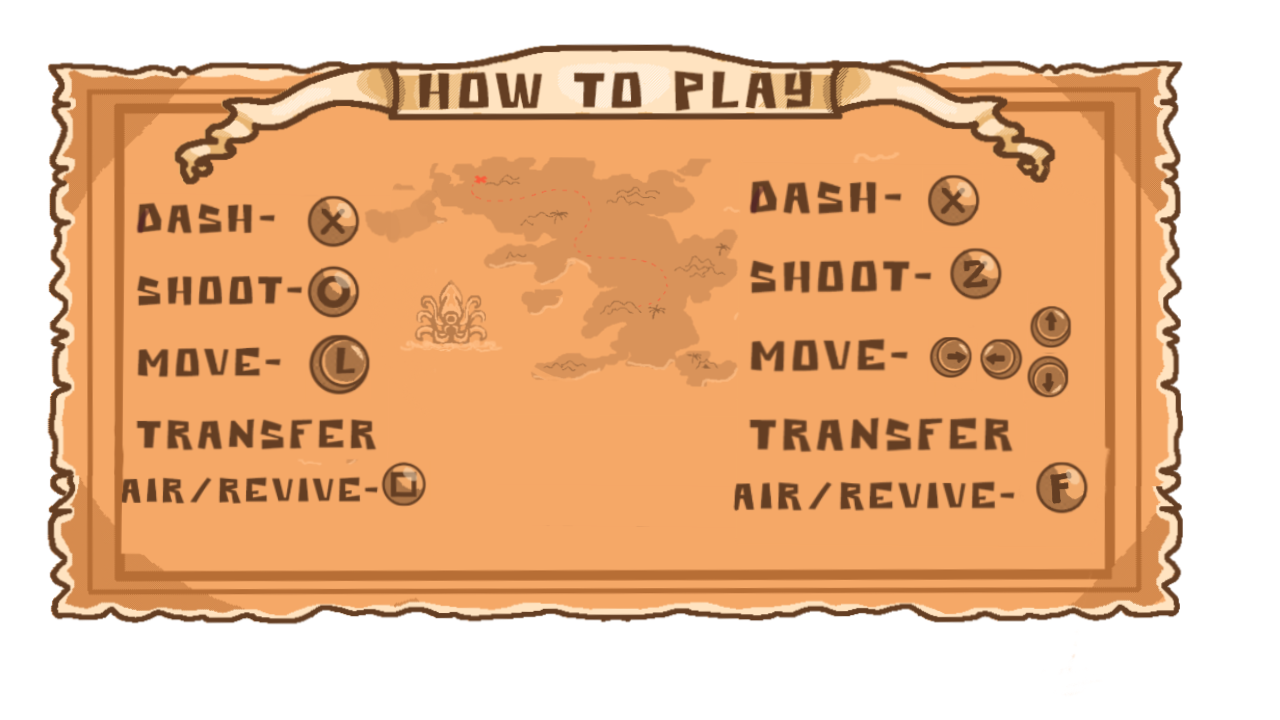 HOW TO PLAY
DASH- X
SHOOT- O
MOVE- L
TRANSFER
AIR/REVIVE- □
DASH- X
SHOOT- Z
MOVE- → ← ↑ ↓
TRANSFER
AIR/REVIVE- F